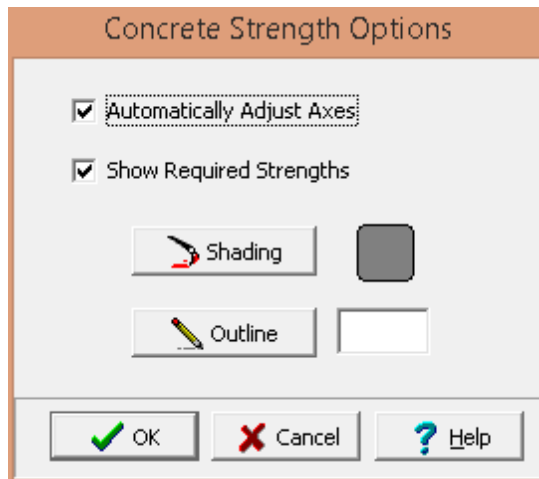 Concrete Strength Options
Automatically Adjust Axes
Show Required Strengths
Shading
Outline
OK Cancel Help